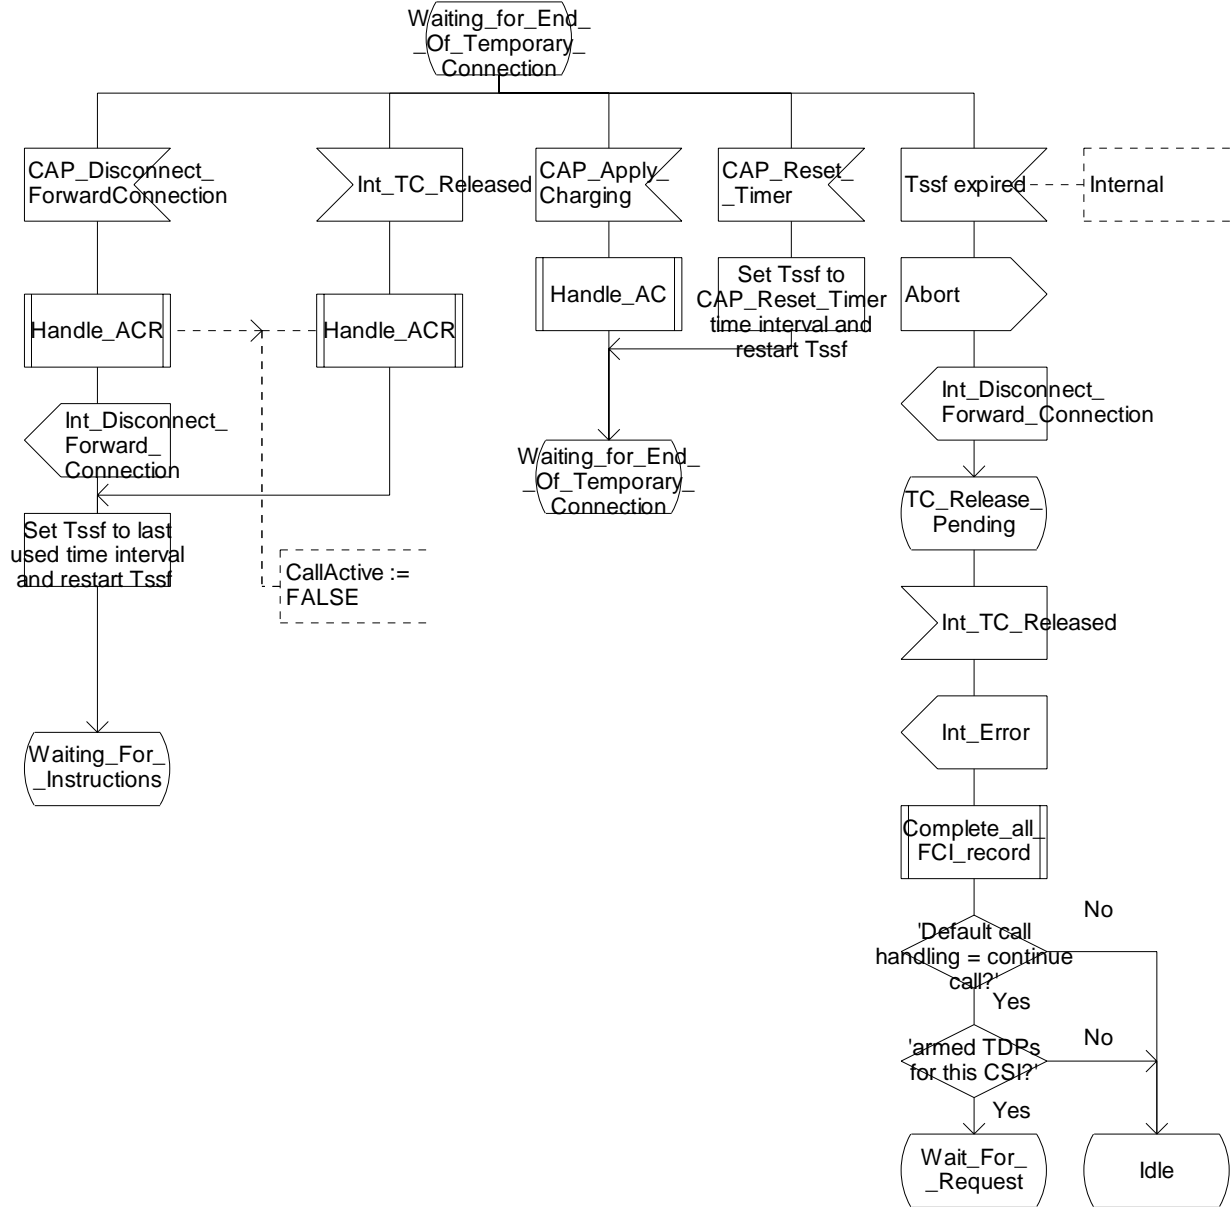 Waiting_for_End_
_Of_Temporary_
Connection
CAP_Disconnect_
ForwardConnection
Int_TC_Released
CAP_Apply_
Charging
CAP_Reset_
_Timer
Tssf expired
Internal
Handle_ACR
Handle_ACR
Handle_AC
Set Tssf to
CAP_Reset_Timer
time interval and
restart Tssf
Abort
Int_Disconnect_
Forward_
Connection
Int_Disconnect_
Forward_Connection
Waiting_for_End_
_Of_Temporary_
Connection
TC_Release_
Pending
Set Tssf to last
used time interval
and restart Tssf
CallActive :=
FALSE
Int_TC_Released
Waiting_For_
_Instructions
Int_Error
Complete_all_
FCI_record
No
'Default call
handling = continue
call?'
Yes
'armed TDPs
for this CSI?'
No
Yes
Wait_For_
_Request
Idle